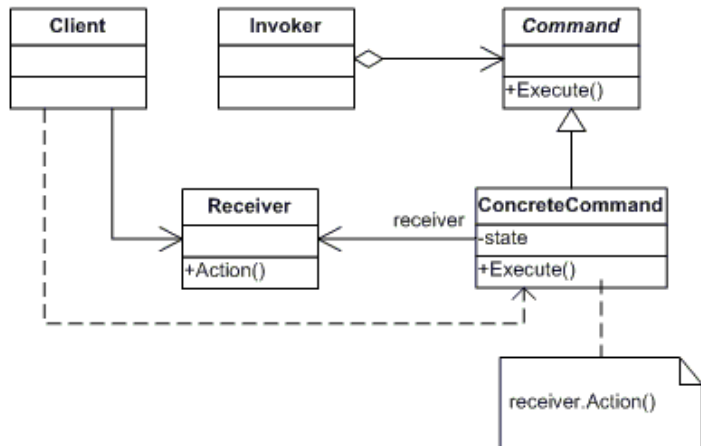 Client
Invoker
Command
+Execute()
Receiver
+Action()
receiver
ConcreteCommand
-state
+Execute()
receiver.Action()